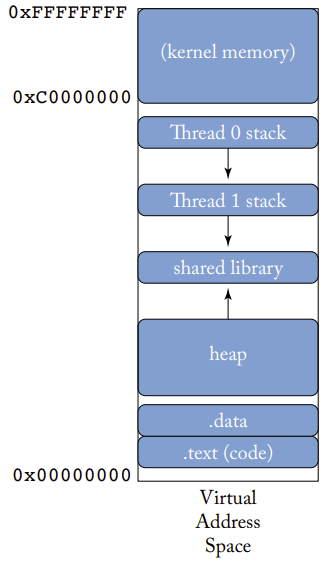 0xFFFFFFFF
(kernel memory)
0xC0000000
Thread 0 stack
Thread 1 stack
shared library
heap
.data
.text (code)
0x00000000
Virtual
Address
Space